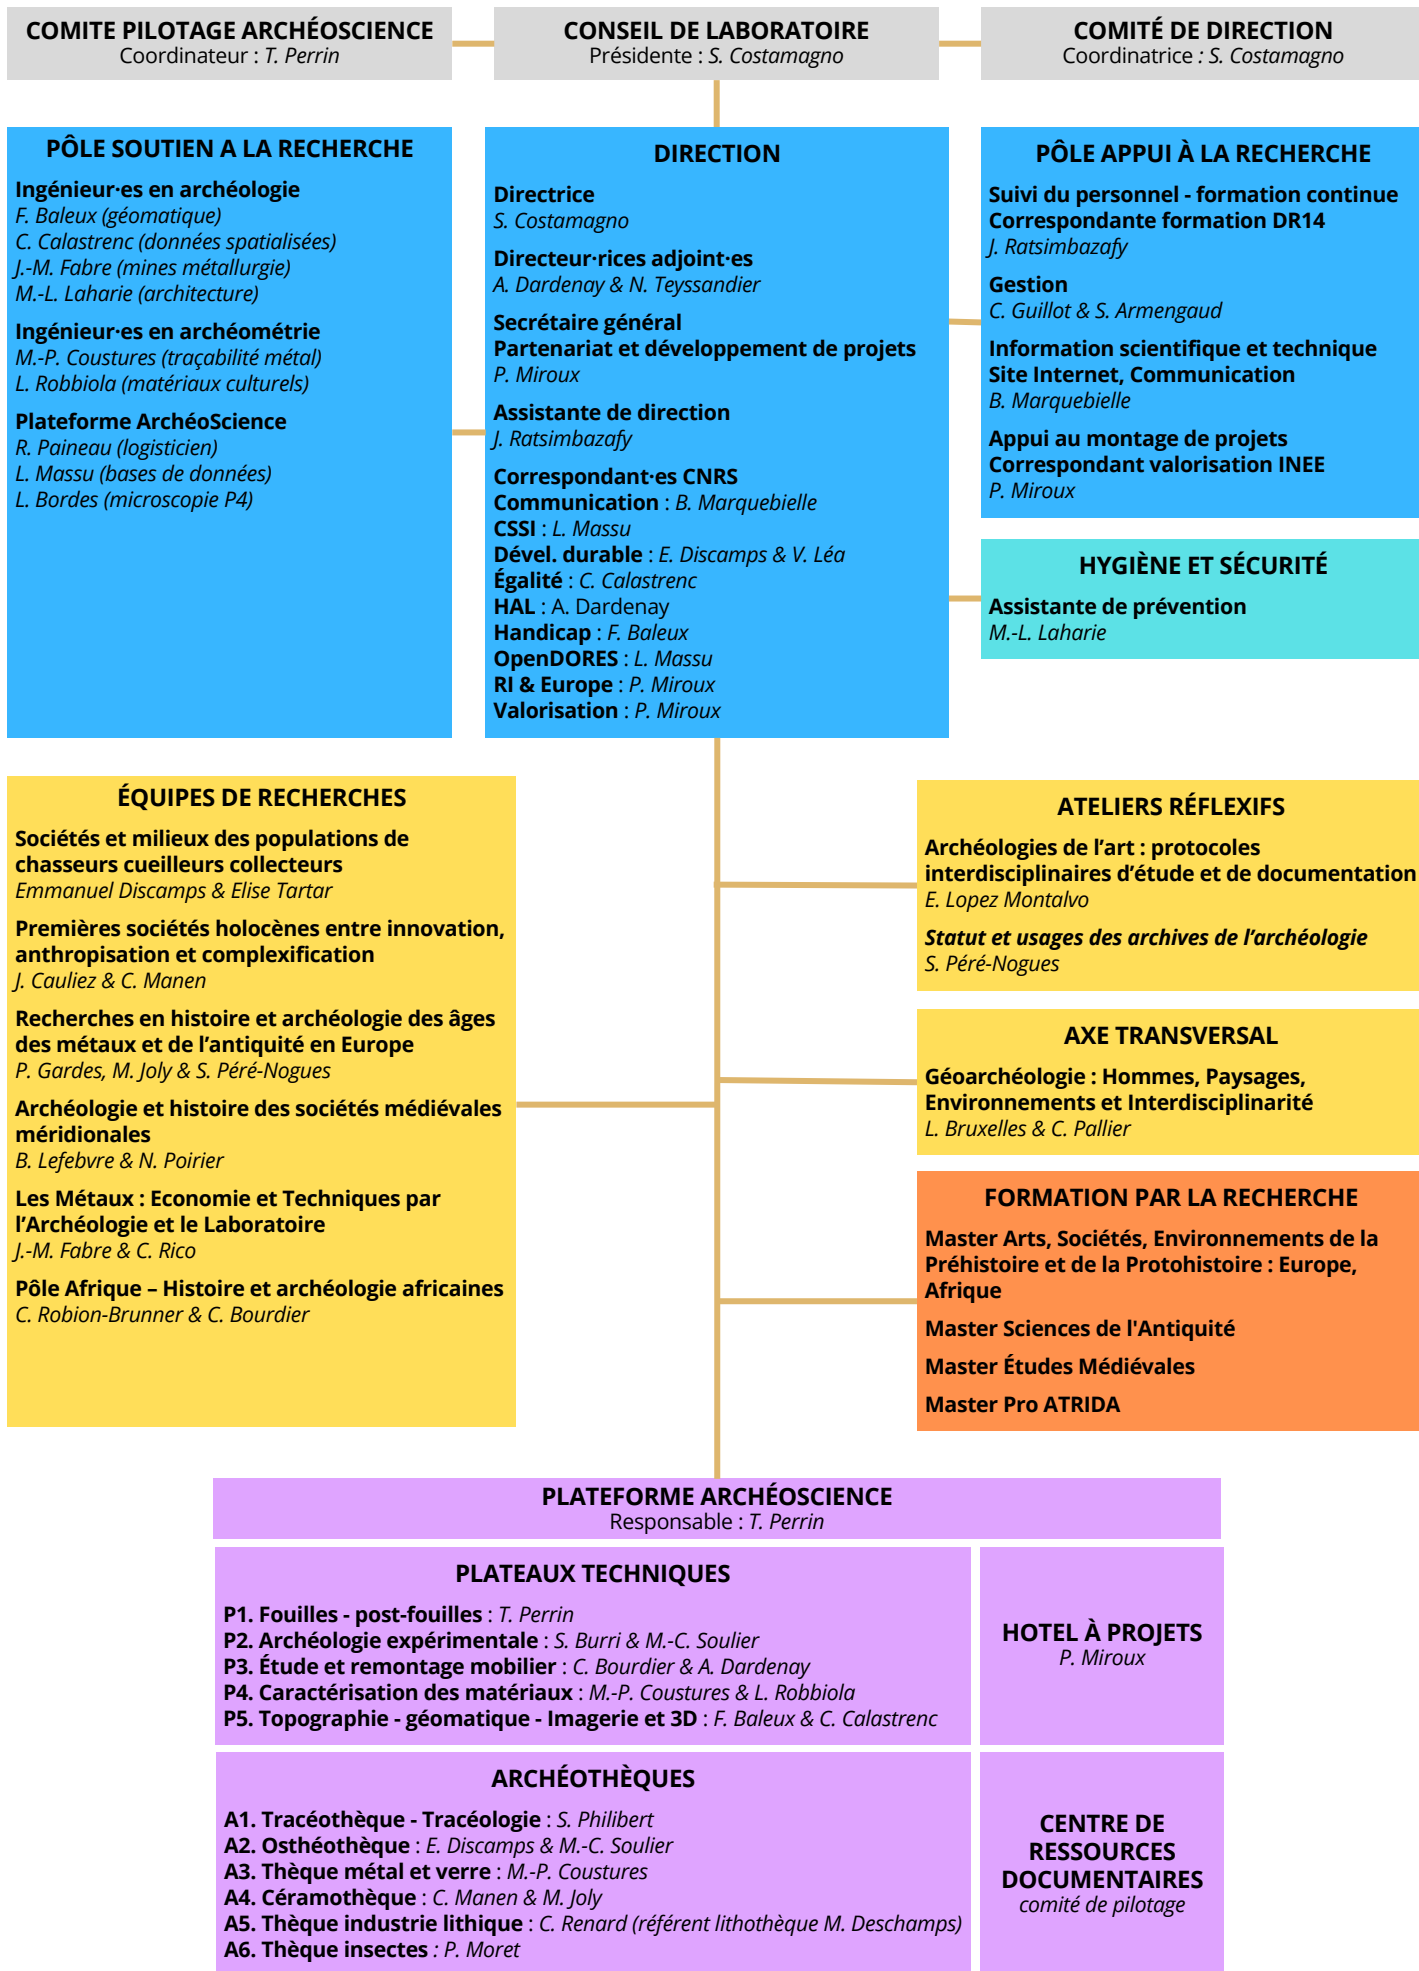 COMITE PILOTAGE ARCHÉOSCIENCE
Coordinateur : T. Perrin
CONSEIL DE LABORATOIRE
Présidente : S. Costamagno
COMITÉ DE DIRECTION
Coordinatrice : S. Costamagno
PÔLE SOUTIEN A LA RECHERCHE
Ingénieur·es en archéologie
F. Baleux (géomatique)
C. Calastrenc (données spatialisées)
J.-M. Fabre (mines métallurgie)
M.-L. Laharie (architecture)
Ingénieur·es en archéométrie
M.-P. Coustures (traçabilité métal)
L. Robbiola (matériaux culturels)
Plateforme ArchéoScience
R. Paineau (logisticien)
L. Massu (bases de données)
L. Bordes (microscopie P4)
DIRECTION
Directrice
S. Costamagno
Directeur·rices adjoint·es
A. Dardenay & N. Teyssandier
Secrétaire général
Partenariat et développement de projets
P. Miroux
Assistante de direction
J. Ratsimbazafy
Correspondant·es CNRS
Communication : B. Marquebielle
CSSI : L. Massu
Dével. durable : E. Discamps & V. Léa
Égalité : C. Calastrenc
HAL : A. Dardenay
Handicap : F. Baleux
OpenDORES : L. Massu
RI & Europe : P. Miroux
Valorisation : P. Miroux
PÔLE APPUI À LA RECHERCHE
Suivi du personnel - formation continue
Correspondante formation DR14
J. Ratsimbazafy
Gestion
C. Guillot & S. Armengaud
Information scientifique et technique
Site Internet, Communication
B. Marquebielle
Appui au montage de projets
Correspondant valorisation INEE
P. Miroux
HYGIÈNE ET SÉCURITÉ
Assistante de prévention
M.-L. Laharie
ÉQUIPES DE RECHERCHES
Sociétés et milieux des populations de
chasseurs cueilleurs collecteurs
Emmanuel Discamps & Elise Tartar
Premières sociétés holocènes entre innovation,
anthropisation et complexification
J. Cauliez & C. Manen
Recherches en histoire et archéologie des âges
des métaux et de l’antiquité en Europe
P. Gardes, M. Joly & S. Péré-Nogues
Archéologie et histoire des sociétés médiévales
méridionales
B. Lefebvre & N. Poirier
Les Métaux : Economie et Techniques par
l’Archéologie et le Laboratoire
J.-M. Fabre & C. Rico
Pôle Afrique – Histoire et archéologie africaines
C. Robion-Brunner & C. Bourdier
ATELIERS RÉFLEXIFS
Archéologies de l’art : protocoles
interdisciplinaires d’étude et de documentation
E. Lopez Montalvo
Statut et usages des archives de l’archéologie
S. Péré-Nogues
AXE TRANSVERSAL
Géoarchéologie : Hommes, Paysages,
Environnements et Interdisciplinarité
L. Bruxelles & C. Pallier
FORMATION PAR LA RECHERCHE
Master Arts, Sociétés, Environnements de la
Préhistoire et de la Protohistoire : Europe,
Afrique
Master Sciences de l'Antiquité
Master Études Médiévales
Master Pro ATRIDA
PLATEFORME ARCHÉOSCIENCE
Responsable : T. Perrin
PLATEAUX TECHNIQUES
P1. Fouilles - post-fouilles : T. Perrin
P2. Archéologie expérimentale : S. Burri & M.-C. Soulier
P3. Étude et remontage mobilier : C. Bourdier & A. Dardenay
P4. Caractérisation des matériaux : M.-P. Coustures & L. Robbiola
P5. Topographie - géomatique - Imagerie et 3D : F. Baleux & C. Calastrenc
HOTEL À PROJETS
P. Miroux
ARCHÉOTHÈQUES
A1. Tracéothèque - Tracéologie : S. Philibert
A2. Osthéothèque : E. Discamps & M.-C. Soulier
A3. Thèque métal et verre : M.-P. Coustures
A4. Céramothèque : C. Manen & M. Joly
A5. Thèque industrie lithique : C. Renard (référent lithothèque M. Deschamps)
A6. Thèque insectes : P. Moret
CENTRE DE
RESSOURCES
DOCUMENTAIRES
comité de pilotage